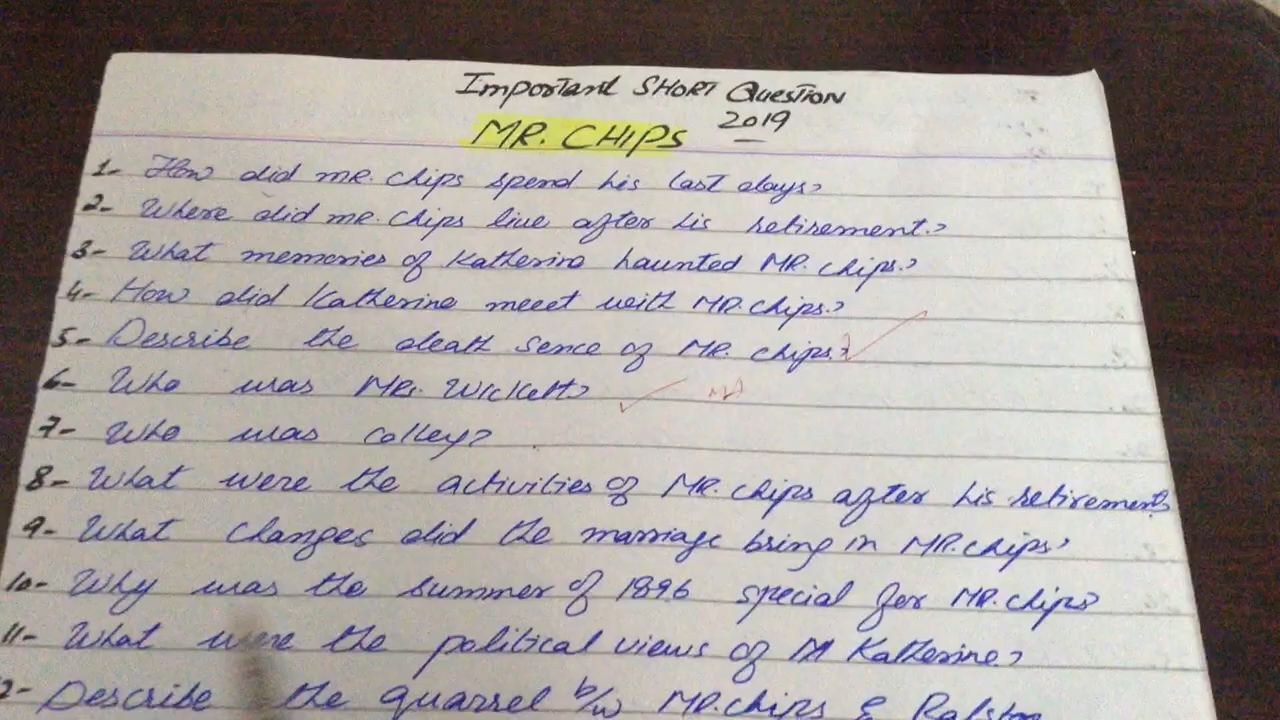 Important SHORT QUESTION
2019
MR. CHIPS
1- How did mr. chips spend his last days?
2- Where did mr. chips live after his retirement?
3- What memories of Katherine haunted MR. chips?
4- How did Katherine meeet with MR. chips?
5- Describe the death sence of MR. chips?
6- Who was MRs. Wickett?
7- Who was colley?
8- What were the activities of MR. chips after his retirement?
9- What changes did the marriage bring in MR. chips?
10- Why was the summer of 1896 special for MR. chips?
11- What were the political views of Katherine?
2- Describe the quarrel b/w MR. chips & Ralston